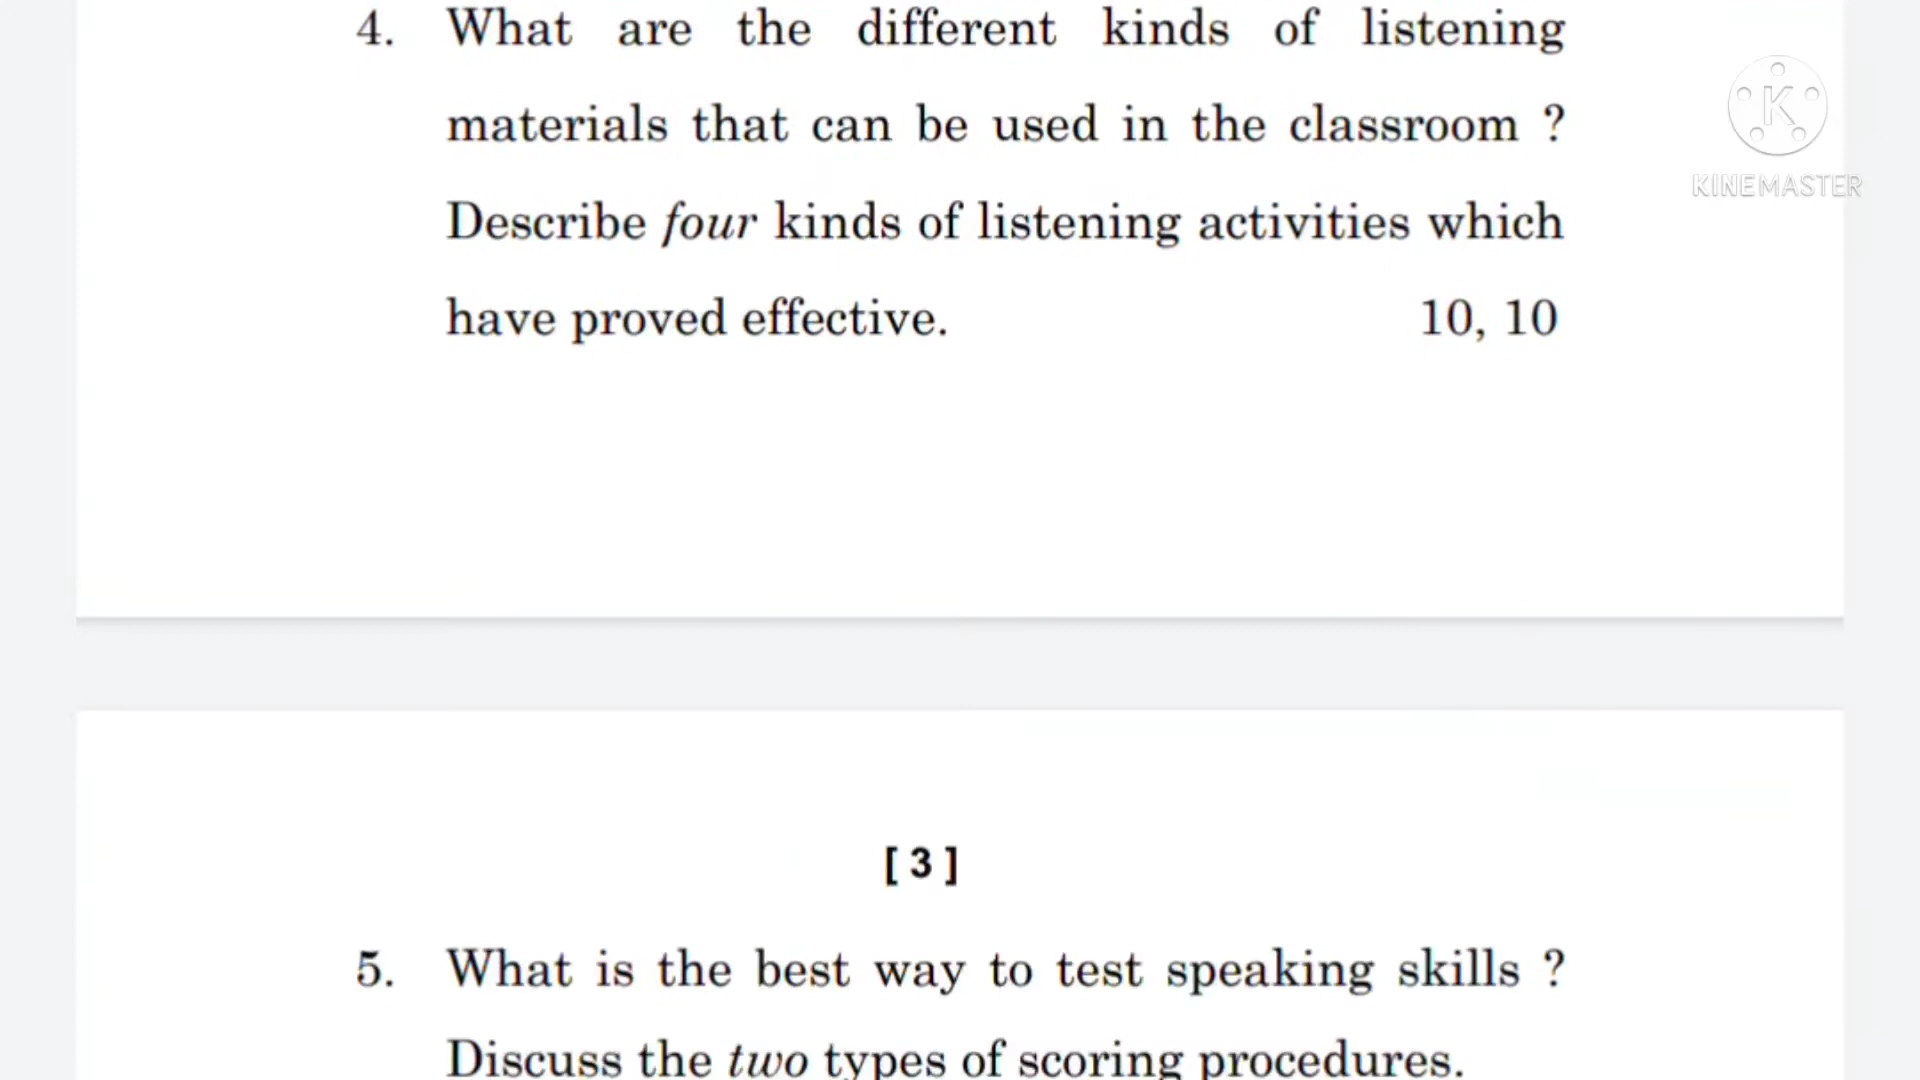 4. What are the different kinds of listening
materials that can be used in the classroom ?
Describe four kinds of listening activities which
have proved effective. 10, 10
K
KINEMASTER
[ 3 ]
5. What is the best way to test speaking skills ?
Discuss the two types of scoring procedures.